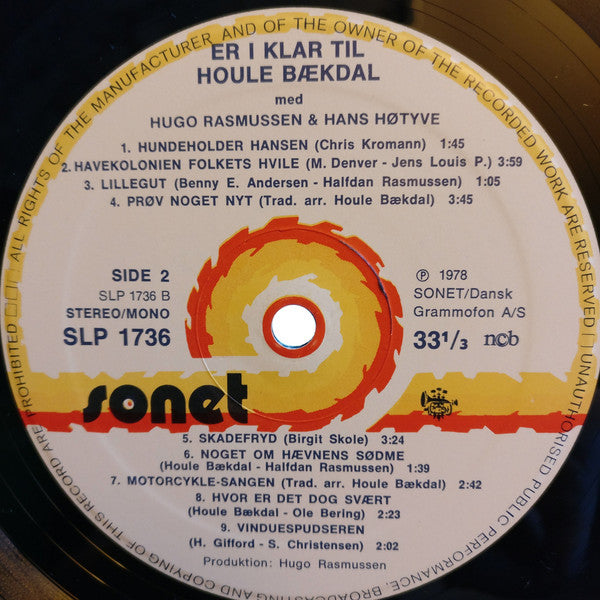 ALL RIGHTS OF THE MANUFACTURER AND OF THE OWNER OF THE RECORDED WORK ARE RESERVED □ UNAUTHORISED PUBLIC PERFORMANCE, BROADCASTING AND COPYING OF THIS RECORD ARE PROHIBITED □□□
ER I KLAR TIL
HOULE BÆKDAL
med
HUGO RASMUSSEN & HANS HØTYVE
1. HUNDEHOLDER HANSEN (Chris Kromann) 1:45
2. HAVEKOLONIEN FOLKETS HVILE (M. Denver - Jens Louis P.) 3:59
3. LILLEGUT (Benny E. Andersen - Halfdan Rasmussen) 1:05
4. PRØV NOGET NYT (Trad. arr. Houle Bækdal) 3:45
SIDE 2
SLP 1736 B
STEREO/MONO
SLP 1736
℗ 1978
SONET/Dansk
Grammofon A/S
33 1/3 ncb
sonet
5. SKADEFRYD (Birgit Skole) 3:24
6. NOGET OM HÆVNENS SØDME
(Houle Bækdal - Halfdan Rasmussen) 1:39
7. MOTORCYKLE-SANGEN (Trad. arr. Houle Bækdal) 2:42
8. HVOR ER DET DOG SVÆRT
(Houle Bækdal - Ole Bering) 2:23
9. VINDUESPUDSEREN
(H. Gifford - S. Christensen) 2:02
Produktion: Hugo Rasmussen